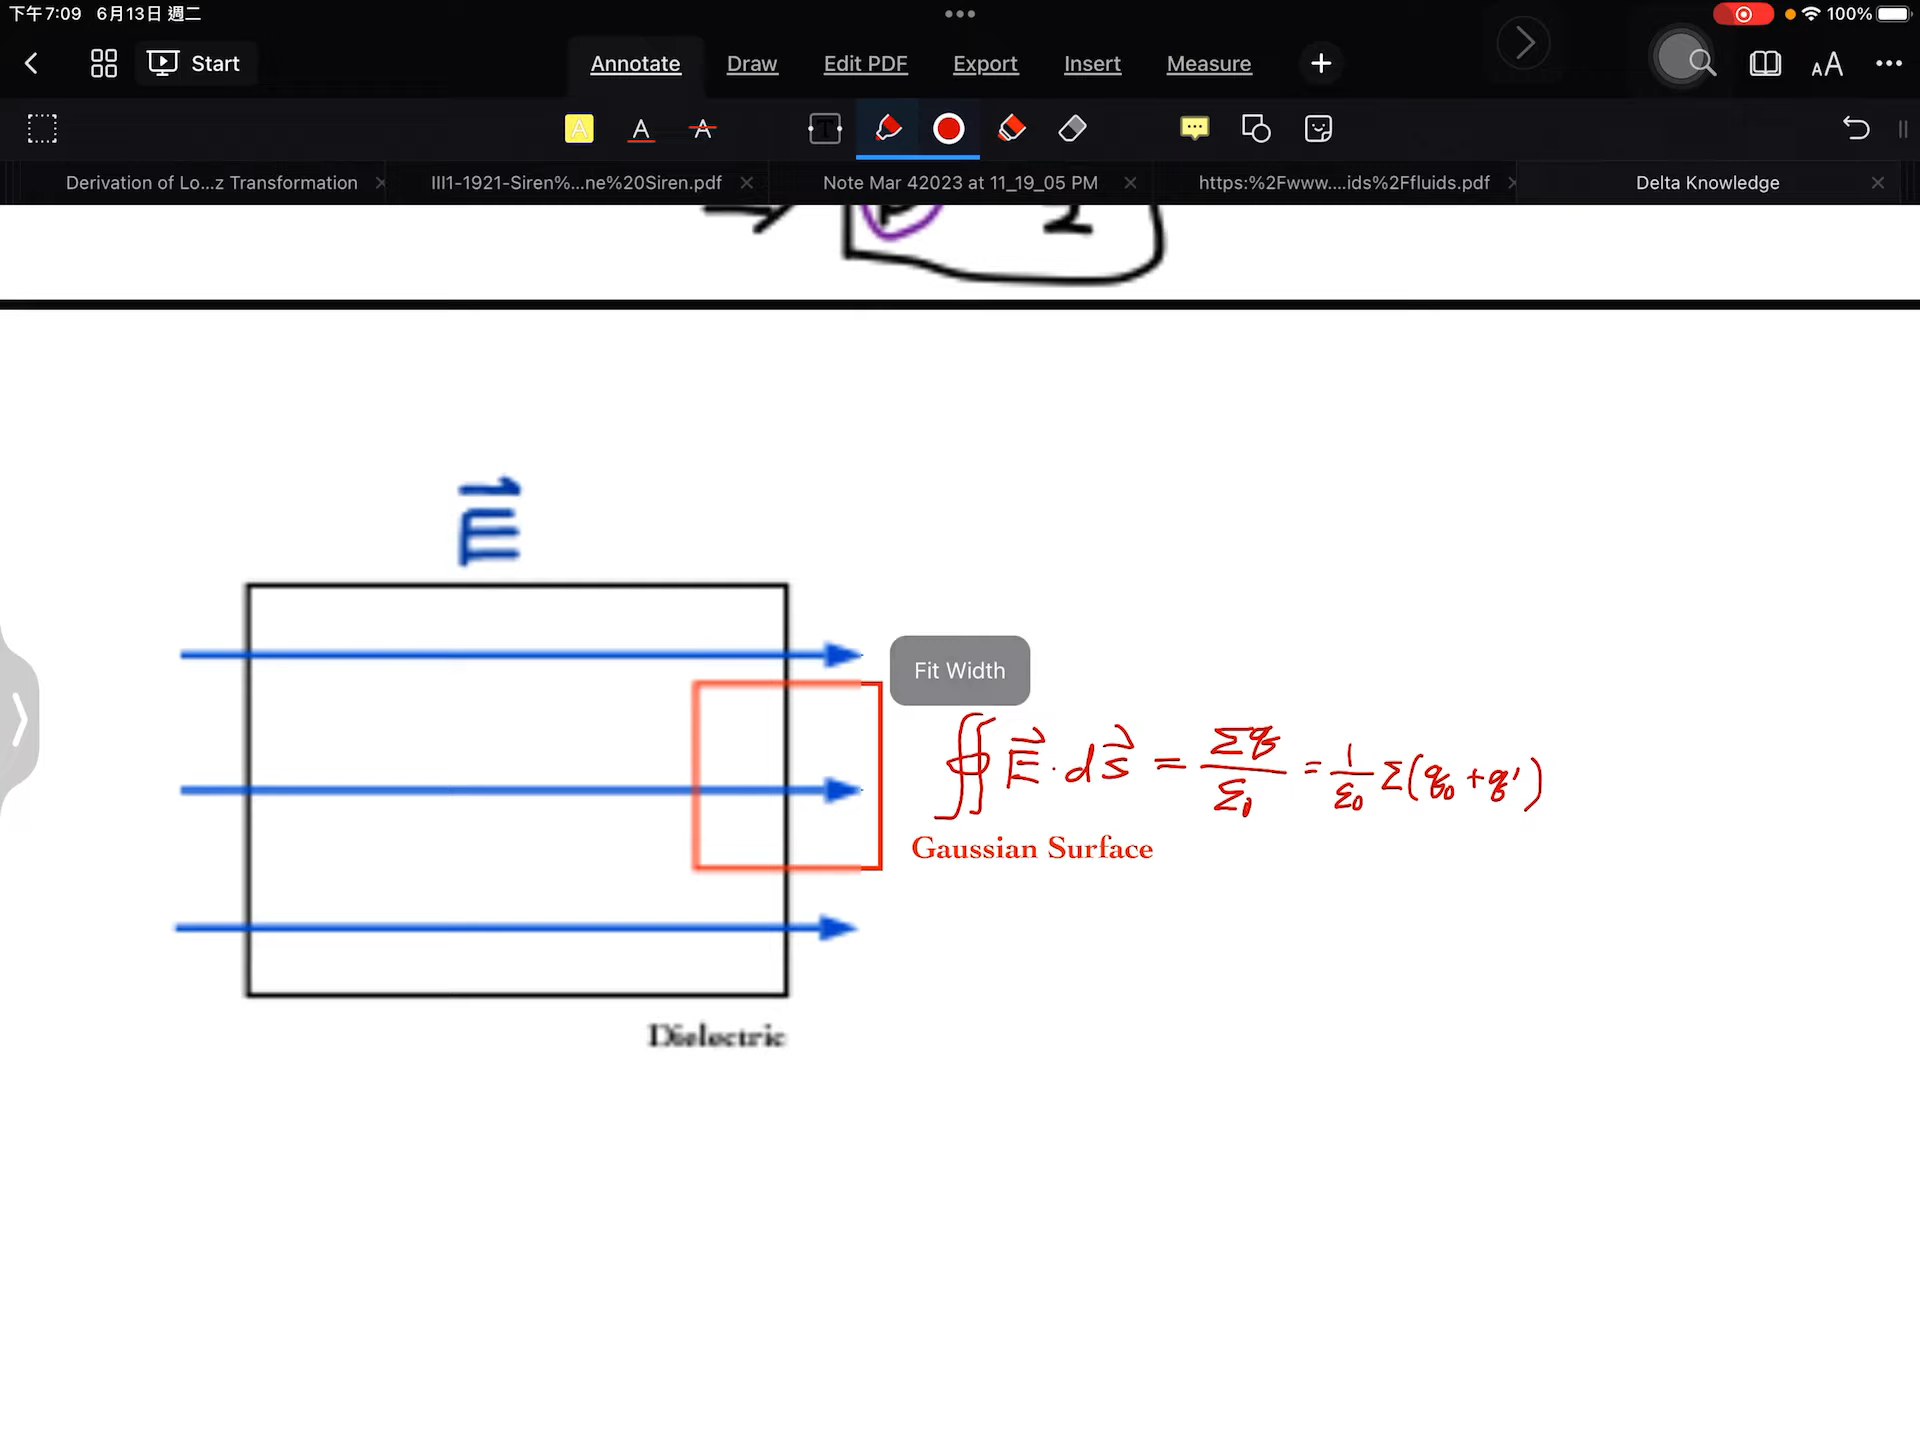 下午7:09 6月13日 週二
100%
Start
Annotate
Draw
Edit PDF
Export
Insert
Measure
AA
A
A
A
T
Derivation of Lo...z Transformation
III1-1921-Siren%...ne%20Siren.pdf
Note Mar 42023 at 11_19_05 PM
https:%2Fwww....ids%2Ffluids.pdf
Delta Knowledge
E⃗
Fit Width
∯ E⃗ · dS⃗ = Σq/ε₀ = 1/ε₀ Σ(q₀ + q')
Gaussian Surface
Dielectric